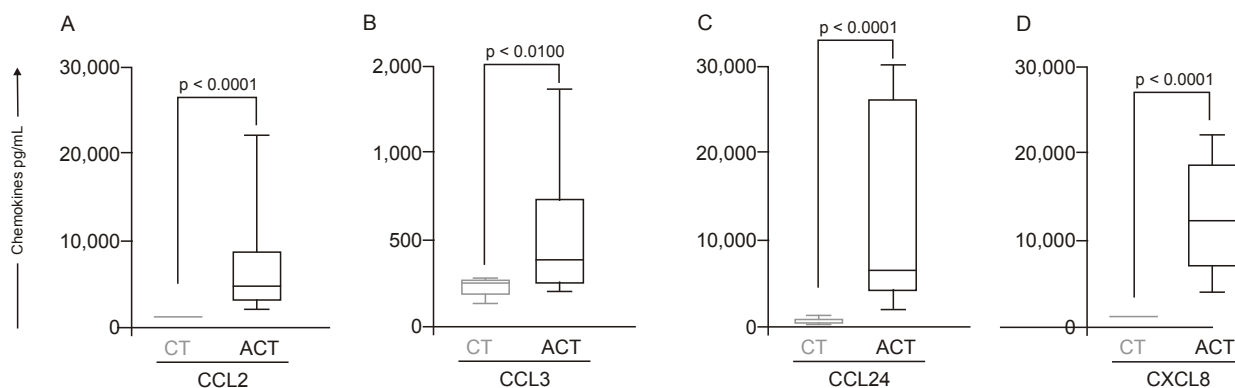 A
B
C
D
Chemokines pg/mL
p < 0.0001
30,000
20,000
10,000
0
CT
ACT
CCL2
p < 0.0100
2,000
1,000
500
0
CT
ACT
CCL3
p < 0.0001
30,000
20,000
10,000
0
CT
ACT
CCL24
p < 0.0001
30,000
20,000
10,000
0
CT
ACT
CXCL8